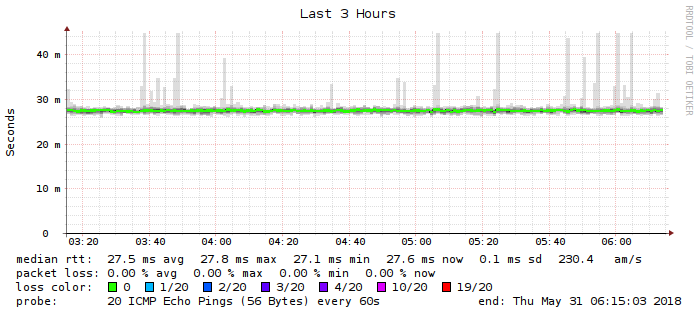 Last 3 Hours
RRDTOOL / TOBI OETIKER
Seconds
40 m
30 m
20 m
10 m
0
03:20 03:40 04:00 04:20 04:40 05:00 05:20 05:40 06:00
median rtt: 27.5 ms avg 27.8 ms max 27.1 ms min 27.6 ms now 0.1 ms sd 230.4 am/s
packet loss: 0.00 % avg 0.00 % max 0.00 % min 0.00 % now
loss color: 0 1/20 2/20 3/20 4/20 10/20 19/20
probe: 20 ICMP Echo Pings (56 Bytes) every 60s end: Thu May 31 06:15:03 2018